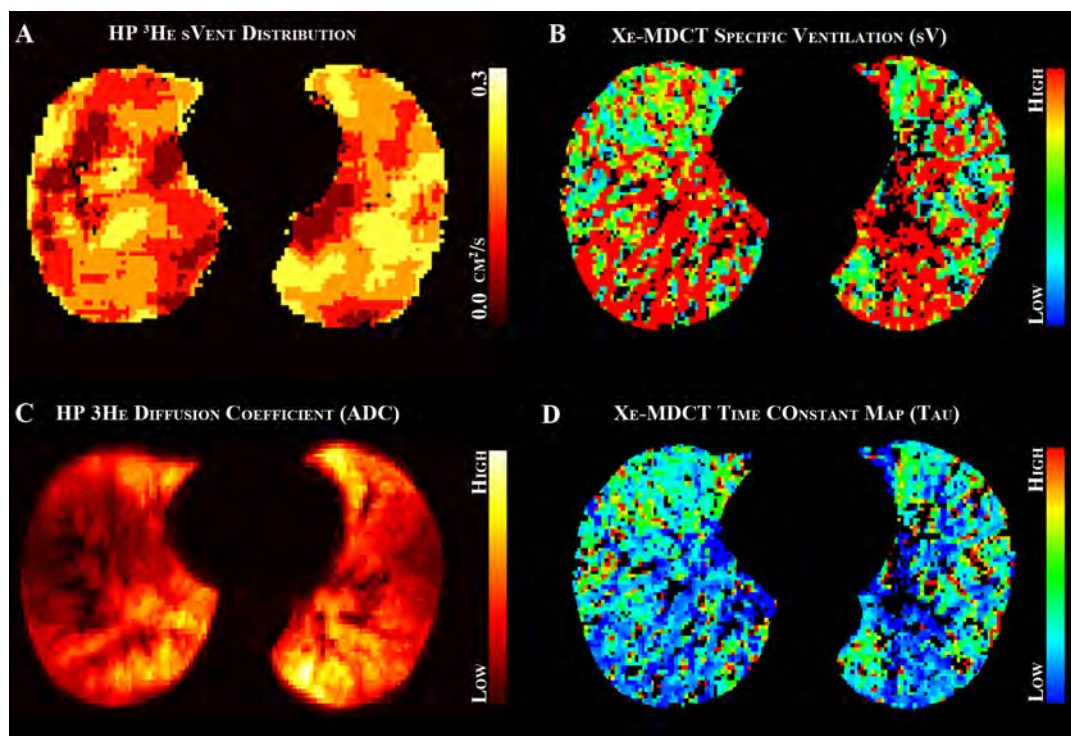 A HP ³He sVent Distribution
0.3
0.0 cm²/s
B Xe-MDCT Specific Ventilation (sV)
High
Low
C HP 3He Diffusion Coefficient (ADC)
High
Low
D Xe-MDCT Time COnstant Map (Tau)
High
Low